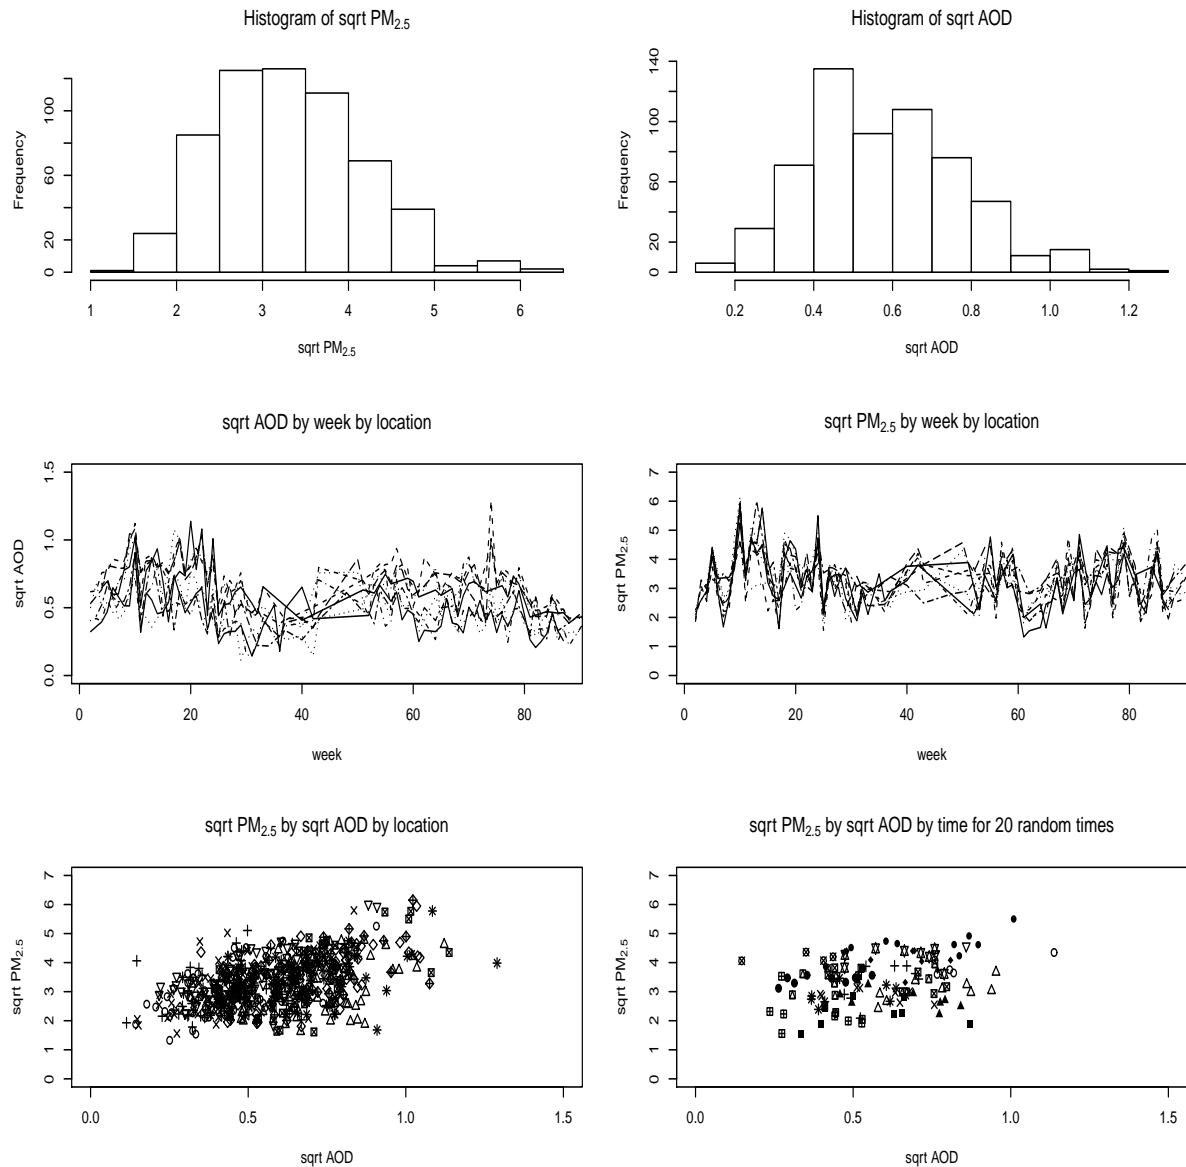 Histogram of sqrt PM2.5
Frequency
0 20 60 100
1 2 3 4 5 6
sqrt PM2.5
Histogram of sqrt AOD
Frequency
0 20 60 100 140
0.2 0.4 0.6 0.8 1.0 1.2
sqrt AOD
sqrt AOD by week by location
sqrt AOD
0.0 0.5 1.0 1.5
0 20 40 60 80
week
sqrt PM2.5 by week by location
sqrt PM2.5
0 1 2 3 4 5 6 7
0 20 40 60 80
week
sqrt PM2.5 by sqrt AOD by location
sqrt PM2.5
0 1 2 3 4 5 6 7
0.0 0.5 1.0 1.5
sqrt AOD
sqrt PM2.5 by sqrt AOD by time for 20 random times
sqrt PM2.5
0 1 2 3 4 5 6 7
0.0 0.5 1.0 1.5
sqrt AOD